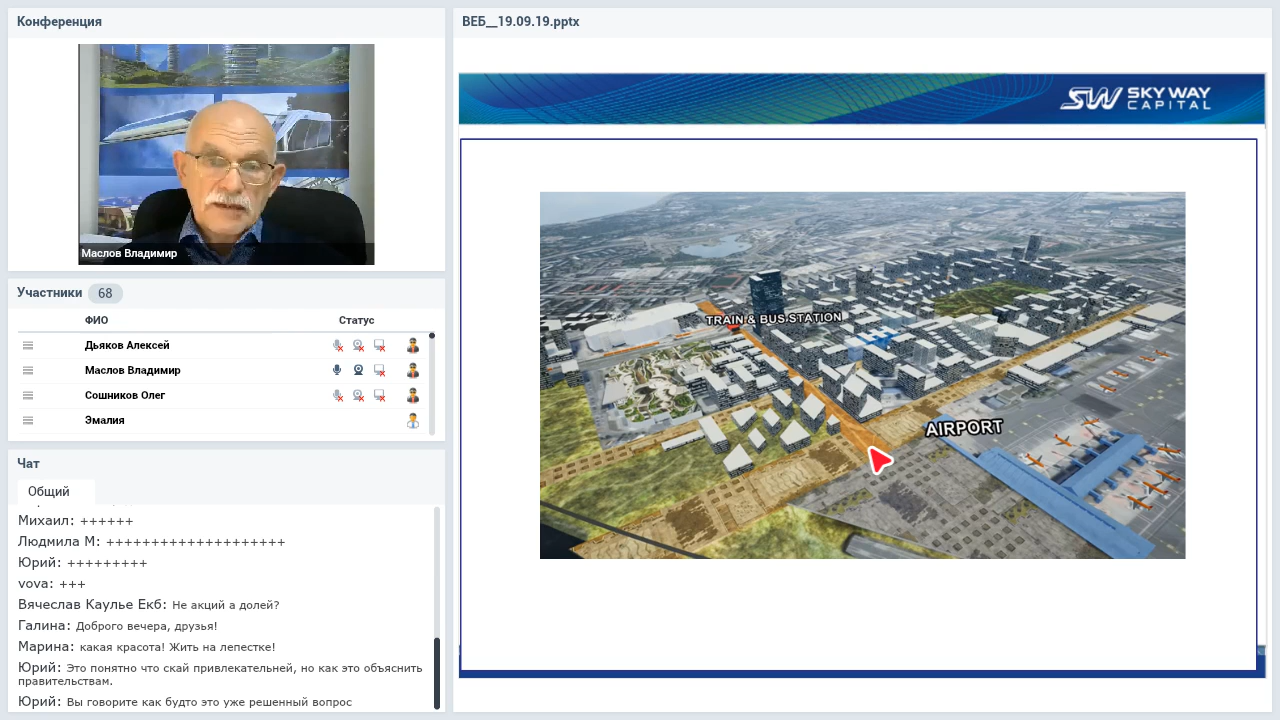 Конференция
Маслов Владимир
Участники 68
ФИО Статус
Дьяков Алексей
Маслов Владимир
Сошников Олег
Эмалия
Чат
Общий
Михаил: ++++++
Людмила М: ++++++++++++++++++++
Юрий: +++++++++
vova: +++
Вячеслав Каулье Екб: Не акций а долей?
Галина: Доброго вечера, друзья!
Марина: какая красота! Жить на лепестке!
Юрий: Это понятно что скай привлекательней, но как это объяснить
правительствам.
Юрий: Вы говорите как будто это уже решенный вопрос
ВЕБ__19.09.19.pptx
SW SKY WAY
CAPITAL
TRAIN & BUS STATION
AIRPORT